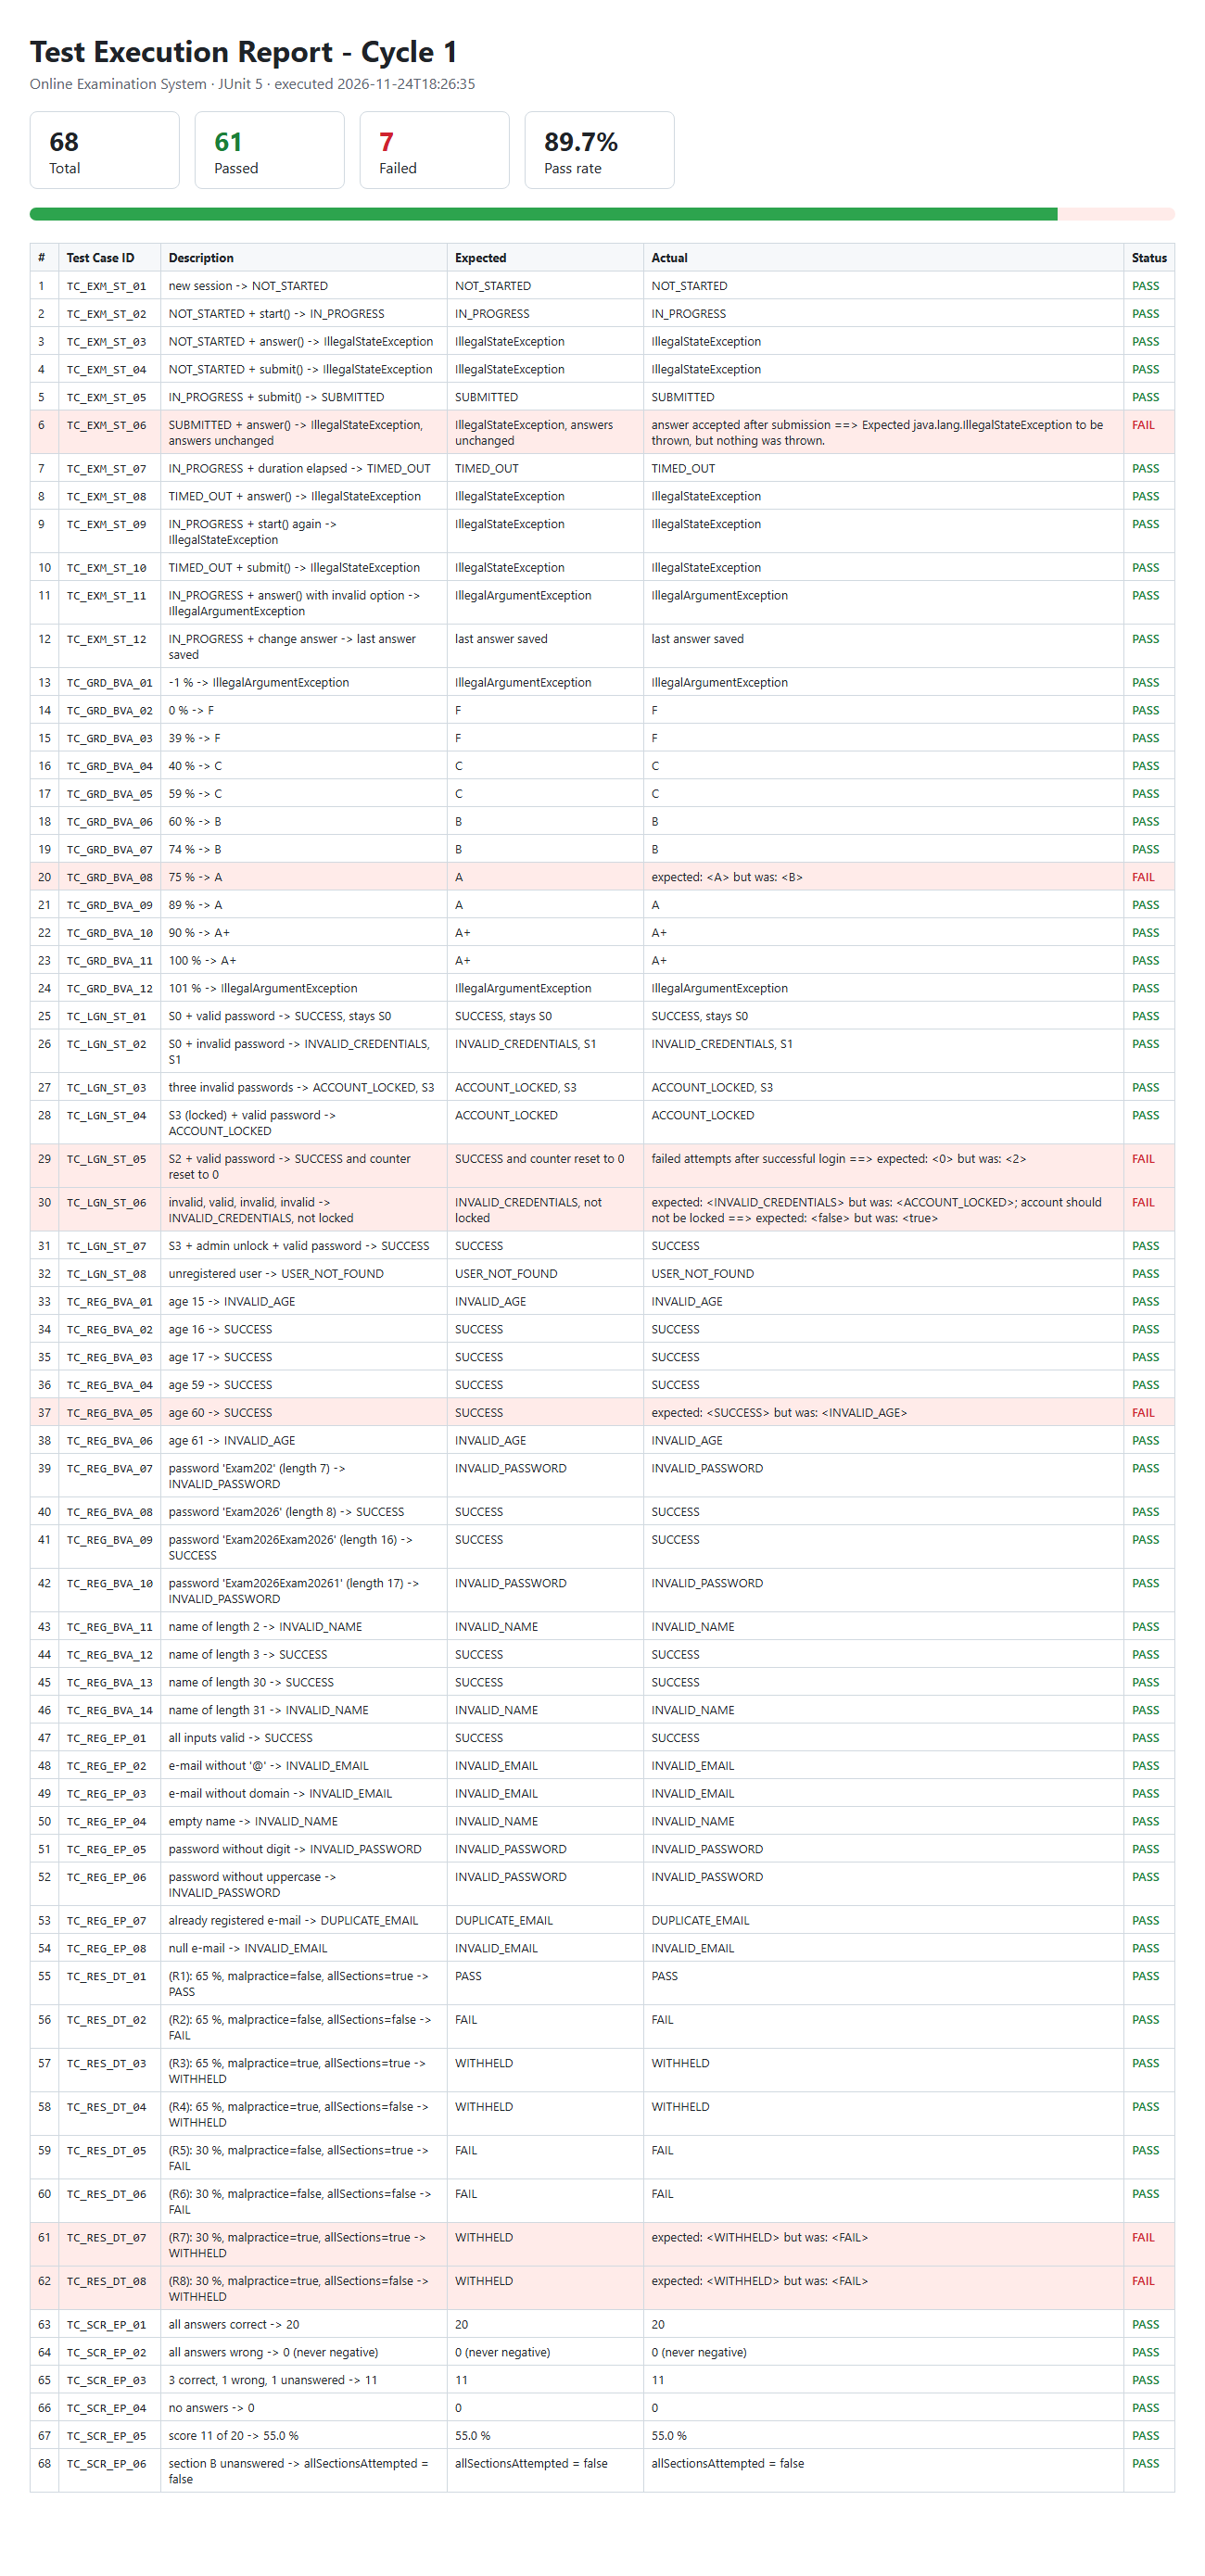 Test Execution Report - Cycle 1
Online Examination System · JUnit 5 · executed 2026-11-24T18:26:35
68 61 7 89.7%
Total Passed Failed Pass rate
# Test Case ID Description Expected Actual Status
1 TC_EXM_ST_01 new session -> NOT_STARTED NOT_STARTED NOT_STARTED PASS
2 TC_EXM_ST_02 NOT_STARTED + start() -> IN_PROGRESS IN_PROGRESS IN_PROGRESS PASS
3 TC_EXM_ST_03 NOT_STARTED + answer() -> IllegalStateException IllegalStateException IllegalStateException PASS
4 TC_EXM_ST_04 NOT_STARTED + submit() -> IllegalStateException IllegalStateException IllegalStateException PASS
5 TC_EXM_ST_05 IN_PROGRESS + submit() -> SUBMITTED SUBMITTED SUBMITTED PASS
6 TC_EXM_ST_06 SUBMITTED + answer() -> IllegalStateException, IllegalStateException, answers answer accepted after submission ==> Expected java.lang.IllegalStateException to be FAIL
answers unchanged unchanged thrown, but nothing was thrown.
7 TC_EXM_ST_07 IN_PROGRESS + duration elapsed -> TIMED_OUT TIMED_OUT TIMED_OUT PASS
8 TC_EXM_ST_08 TIMED_OUT + answer() -> IllegalStateException IllegalStateException IllegalStateException PASS
9 TC_EXM_ST_09 IN_PROGRESS + start() again -> IllegalStateException IllegalStateException PASS
IllegalStateException
10 TC_EXM_ST_10 TIMED_OUT + submit() -> IllegalStateException IllegalStateException IllegalStateException PASS
11 TC_EXM_ST_11 IN_PROGRESS + answer() with invalid option -> IllegalArgumentException IllegalArgumentException PASS
IllegalArgumentException
12 TC_EXM_ST_12 IN_PROGRESS + change answer -> last answer last answer saved last answer saved PASS
saved
13 TC_GRD_BVA_01 -1 % -> IllegalArgumentException IllegalArgumentException IllegalArgumentException PASS
14 TC_GRD_BVA_02 0 % -> F F F PASS
15 TC_GRD_BVA_03 39 % -> F F F PASS
16 TC_GRD_BVA_04 40 % -> C C C PASS
17 TC_GRD_BVA_05 59 % -> C C C PASS
18 TC_GRD_BVA_06 60 % -> B B B PASS
19 TC_GRD_BVA_07 74 % -> B B B PASS
20 TC_GRD_BVA_08 75 % -> A A expected: <A> but was: <B> FAIL
21 TC_GRD_BVA_09 89 % -> A A A PASS
22 TC_GRD_BVA_10 90 % -> A+ A+ A+ PASS
23 TC_GRD_BVA_11 100 % -> A+ A+ A+ PASS
24 TC_GRD_BVA_12 101 % -> IllegalArgumentException IllegalArgumentException IllegalArgumentException PASS
25 TC_LGN_ST_01 S0 + valid password -> SUCCESS, stays S0 SUCCESS, stays S0 SUCCESS, stays S0 PASS
26 TC_LGN_ST_02 S0 + invalid password -> INVALID_CREDENTIALS, INVALID_CREDENTIALS, S1 INVALID_CREDENTIALS, S1 PASS
S1
27 TC_LGN_ST_03 three invalid passwords -> ACCOUNT_LOCKED, S3 ACCOUNT_LOCKED, S3 ACCOUNT_LOCKED, S3 PASS
28 TC_LGN_ST_04 S3 (locked) + valid password -> ACCOUNT_LOCKED ACCOUNT_LOCKED PASS
ACCOUNT_LOCKED
29 TC_LGN_ST_05 S2 + valid password -> SUCCESS and counter SUCCESS and counter reset to 0 failed attempts after successful login ==> expected: <0> but was: <2> FAIL
reset to 0
30 TC_LGN_ST_06 invalid, valid, invalid, invalid -> INVALID_CREDENTIALS, not expected: <INVALID_CREDENTIALS> but was: <ACCOUNT_LOCKED>; account should FAIL
INVALID_CREDENTIALS, not locked locked not be locked ==> expected: <false> but was: <true>
31 TC_LGN_ST_07 S3 + admin unlock + valid password -> SUCCESS SUCCESS SUCCESS PASS
32 TC_LGN_ST_08 unregistered user -> USER_NOT_FOUND USER_NOT_FOUND USER_NOT_FOUND PASS
33 TC_REG_BVA_01 age 15 -> INVALID_AGE INVALID_AGE INVALID_AGE PASS
34 TC_REG_BVA_02 age 16 -> SUCCESS SUCCESS SUCCESS PASS
35 TC_REG_BVA_03 age 17 -> SUCCESS SUCCESS SUCCESS PASS
36 TC_REG_BVA_04 age 59 -> SUCCESS SUCCESS SUCCESS PASS
37 TC_REG_BVA_05 age 60 -> SUCCESS SUCCESS expected: <SUCCESS> but was: <INVALID_AGE> FAIL
38 TC_REG_BVA_06 age 61 -> INVALID_AGE INVALID_AGE INVALID_AGE PASS
39 TC_REG_BVA_07 password 'Exam202' (length 7) -> INVALID_PASSWORD INVALID_PASSWORD PASS
INVALID_PASSWORD
40 TC_REG_BVA_08 password 'Exam2026' (length 8) -> SUCCESS SUCCESS SUCCESS PASS
41 TC_REG_BVA_09 password 'Exam2026Exam2026' (length 16) -> SUCCESS SUCCESS PASS
SUCCESS
42 TC_REG_BVA_10 password 'Exam2026Exam20261' (length 17) -> INVALID_PASSWORD INVALID_PASSWORD PASS
INVALID_PASSWORD
43 TC_REG_BVA_11 name of length 2 -> INVALID_NAME INVALID_NAME INVALID_NAME PASS
44 TC_REG_BVA_12 name of length 3 -> SUCCESS SUCCESS SUCCESS PASS
45 TC_REG_BVA_13 name of length 30 -> SUCCESS SUCCESS SUCCESS PASS
46 TC_REG_BVA_14 name of length 31 -> INVALID_NAME INVALID_NAME INVALID_NAME PASS
47 TC_REG_EP_01 all inputs valid -> SUCCESS SUCCESS SUCCESS PASS
48 TC_REG_EP_02 e-mail without '@' -> INVALID_EMAIL INVALID_EMAIL INVALID_EMAIL PASS
49 TC_REG_EP_03 e-mail without domain -> INVALID_EMAIL INVALID_EMAIL INVALID_EMAIL PASS
50 TC_REG_EP_04 empty name -> INVALID_NAME INVALID_NAME INVALID_NAME PASS
51 TC_REG_EP_05 password without digit -> INVALID_PASSWORD INVALID_PASSWORD INVALID_PASSWORD PASS
52 TC_REG_EP_06 password without uppercase -> INVALID_PASSWORD INVALID_PASSWORD PASS
INVALID_PASSWORD
53 TC_REG_EP_07 already registered e-mail -> DUPLICATE_EMAIL DUPLICATE_EMAIL DUPLICATE_EMAIL PASS
54 TC_REG_EP_08 null e-mail -> INVALID_EMAIL INVALID_EMAIL INVALID_EMAIL PASS
55 TC_RES_DT_01 (R1): 65 %, malpractice=false, allSections=true -> PASS PASS PASS
PASS
56 TC_RES_DT_02 (R2): 65 %, malpractice=false, allSections=false -> FAIL FAIL PASS
FAIL
57 TC_RES_DT_03 (R3): 65 %, malpractice=true, allSections=true -> WITHHELD WITHHELD PASS
WITHHELD
58 TC_RES_DT_04 (R4): 65 %, malpractice=true, allSections=false -> WITHHELD WITHHELD PASS
WITHHELD
59 TC_RES_DT_05 (R5): 30 %, malpractice=false, allSections=true -> FAIL FAIL PASS
FAIL
60 TC_RES_DT_06 (R6): 30 %, malpractice=false, allSections=false -> FAIL FAIL PASS
FAIL
61 TC_RES_DT_07 (R7): 30 %, malpractice=true, allSections=true -> WITHHELD expected: <WITHHELD> but was: <FAIL> FAIL
WITHHELD
62 TC_RES_DT_08 (R8): 30 %, malpractice=true, allSections=false -> WITHHELD expected: <WITHHELD> but was: <FAIL> FAIL
WITHHELD
63 TC_SCR_EP_01 all answers correct -> 20 20 20 PASS
64 TC_SCR_EP_02 all answers wrong -> 0 (never negative) 0 (never negative) 0 (never negative) PASS
65 TC_SCR_EP_03 3 correct, 1 wrong, 1 unanswered -> 11 11 11 PASS
66 TC_SCR_EP_04 no answers -> 0 0 0 PASS
67 TC_SCR_EP_05 score 11 of 20 -> 55.0 % 55.0 % 55.0 % PASS
68 TC_SCR_EP_06 section B unanswered -> allSectionsAttempted = allSectionsAttempted = false allSectionsAttempted = false PASS
false